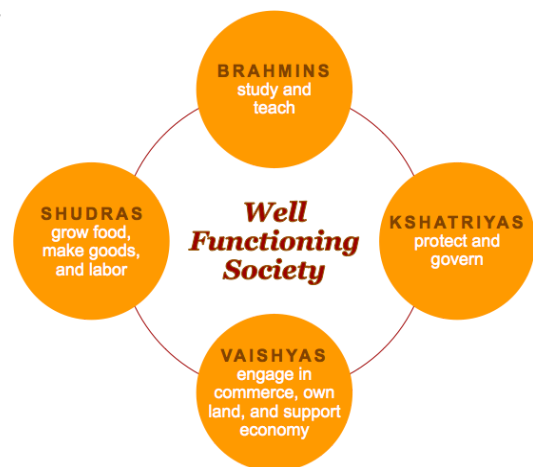 BRAHMINS
study and
teach
SHUDRAS
grow food,
make goods,
and labor
Well
Functioning
Society
KSHATRIYAS
protect and
govern
VAISHYAS
engage in
commerce, own
land, and support
economy